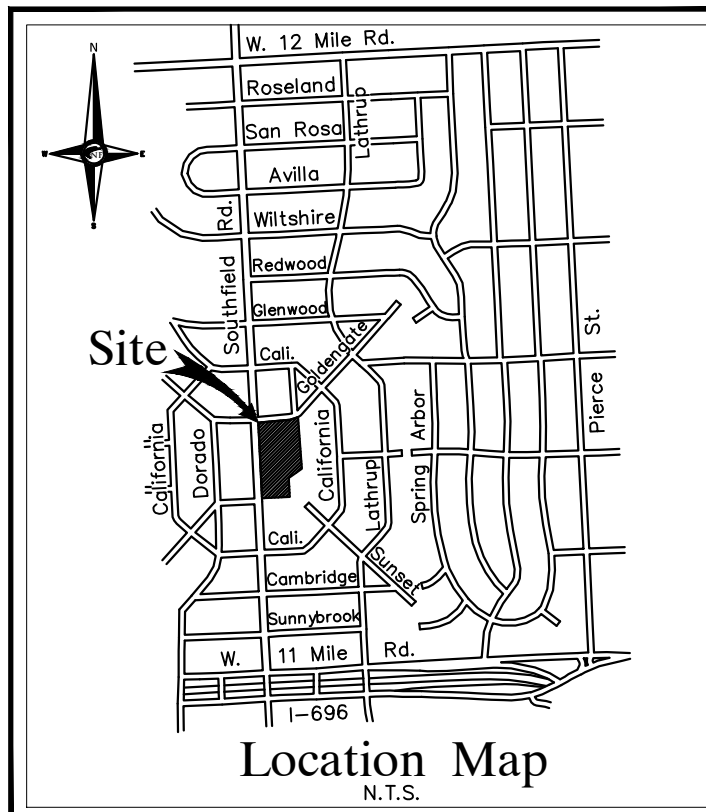 N
W. 12 Mile Rd.
Roseland
Lathrup
San Rosa
W
NF
E
Avilla
S
Southfield Rd.
Wiltshire
Redwood
Glenwood
St.
Site
Cali.
Goldengate
Pierce
California
Dorado
California
Lathrup
Spring Arbor
Cali.
Sunset
Cambridge
Sunnybrook
W. 11 Mile Rd.
I-696
Location Map
N.T.S.